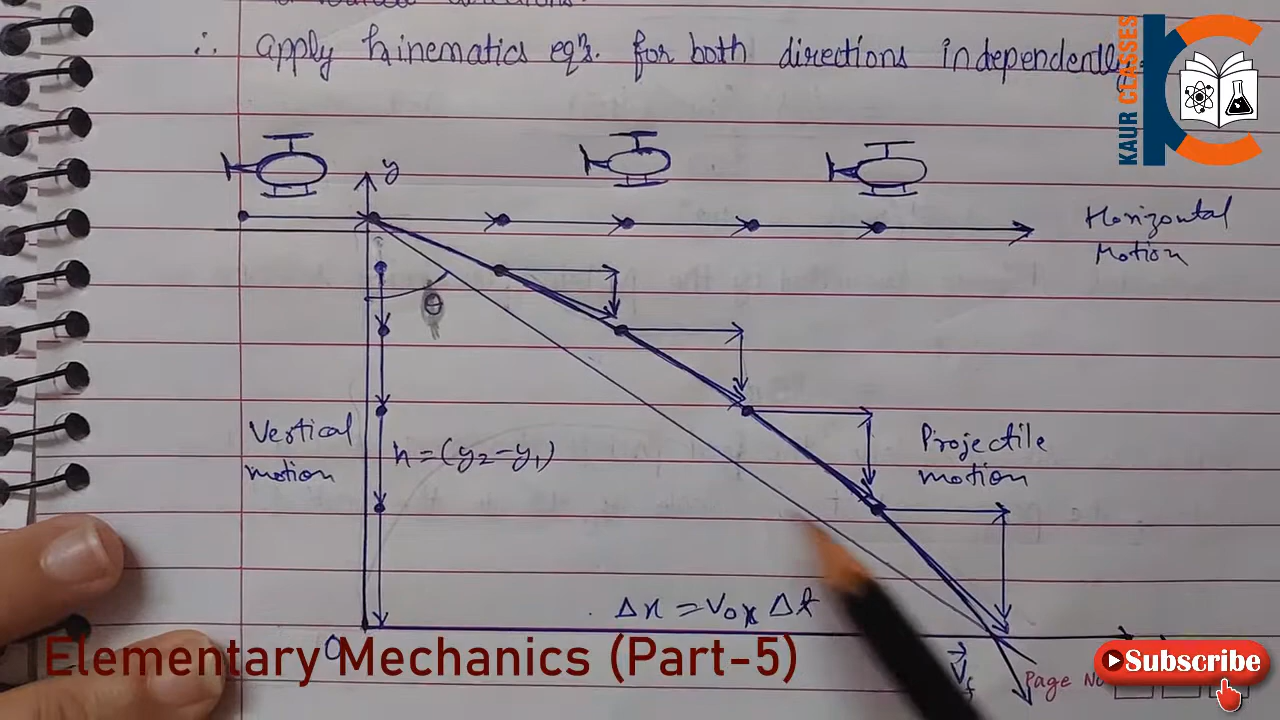 ∴ apply kinematics eqⁿs. for both directions independently.
KAUR CLASSES
y
Horizontal
Motion
θ
Vertical
motion
h = (y₂ - y₁)
Projectile
motion
Δx = V₀ₓ Δt
O
Elementary Mechanics (Part-5)
V⃗f
Page No
Subscribe